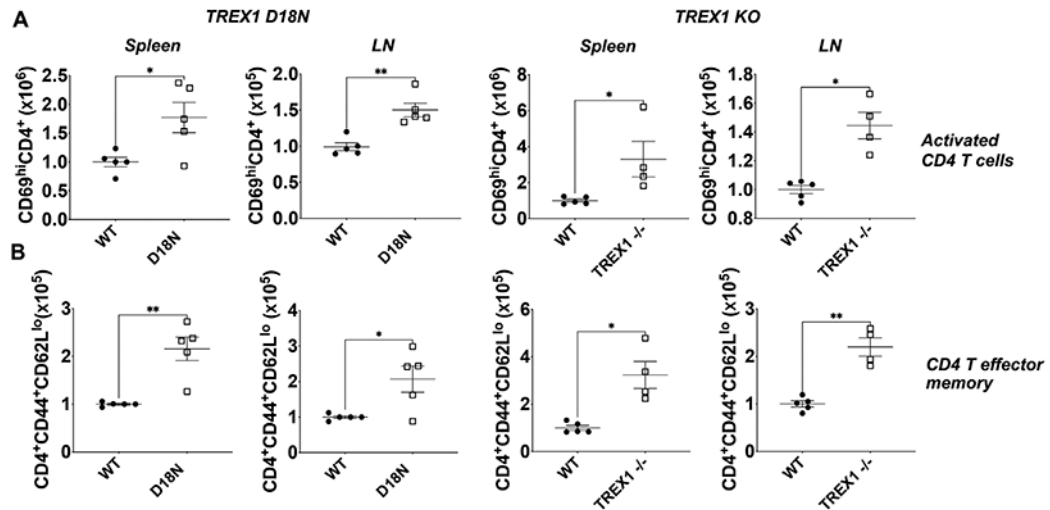 A
TREX1 D18N
TREX1 KO
Spleen
LN
Spleen
LN
CD69ʰⁱCD4⁺ (x10⁶)
2.5
2.0
1.5
1.0
0.5
0.0
*
WT
D18N
CD69ʰⁱCD4⁺ (x10⁵)
2.0
1.5
1.0
0.5
0.0
**
WT
D18N
CD69ʰⁱCD4⁺ (x10⁶)
8
6
4
2
0
*
WT
TREX1 -/-
CD69ʰⁱCD4⁺ (x10⁵)
1.8
1.6
1.4
1.2
1.0
0.8
*
WT
TREX1 -/-
Activated
CD4 T cells
B
CD4⁺CD44⁺CD62Lˡᵒ(x10⁵)
3
2
1
0
**
WT
D18N
CD4⁺CD44⁺CD62Lˡᵒ (x10⁵)
4
3
2
1
0
*
WT
D18N
CD4⁺CD44⁺CD62Lˡᵒ (x10⁵)
6
4
2
0
*
WT
TREX1 -/-
CD4⁺CD44⁺CD62Lˡᵒ (x10⁵)
3
2
1
0
**
WT
TREX1 -/-
CD4 T effector
memory